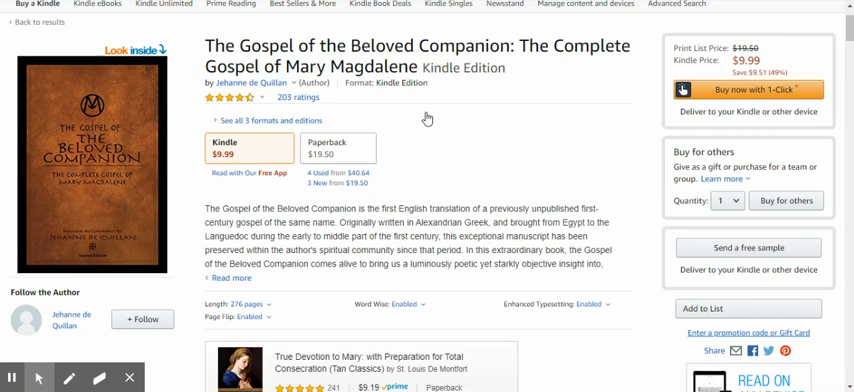 Buy a Kindle Kindle eBooks Kindle Unlimited Prime Reading Best Sellers & More Kindle Book Deals Kindle Singles Newsstand Manage content and devices Advanced Search
‹ Back to results
Look inside
THE GOSPEL OF
THE
BELOVED
COMPANION
THE COMPLETE GOSPEL OF
MARY MAGDALENE
JEHANNE DE QUILLAN
Follow the Author
Jehanne de
Quillan
+ Follow
The Gospel of the Beloved Companion: The Complete
Gospel of Mary Magdalene Kindle Edition
by Jehanne de Quillan (Author) | Format: Kindle Edition
203 ratings
› See all 3 formats and editions
Kindle
$9.99
Paperback
$19.50
Read with Our Free App
4 Used from $40.64
3 New from $19.50
The Gospel of the Beloved Companion is the first English translation of a previously unpublished first-
century gospel of the same name. Originally written in Alexandrian Greek, and brought from Egypt to the
Languedoc during the early to middle part of the first century, this exceptional manuscript has been
preserved within the author's spiritual community since that period. In this extraordinary book, the Gospel
of the Beloved Companion comes alive to bring us a luminously poetic yet starkly objective insight into,
‹ Read more
Length: 276 pages Word Wise: Enabled Enhanced Typesetting: Enabled
Page Flip: Enabled
True Devotion to Mary: with Preparation for Total
Consecration (Tan Classics) by St. Louis De Montfort
241 $9.19 prime Paperback
Print List Price: $19.50
Kindle Price: $9.99
Save $9.51 (49%)
Buy now with 1-Click ®
Deliver to your Kindle or other device
Buy for others
Give as a gift or purchase for a team or
group. Learn more
Quantity: 1 Buy for others
Send a free sample
Deliver to your Kindle or other device
Add to List
Enter a promotion code or Gift Card
Share
READ ON